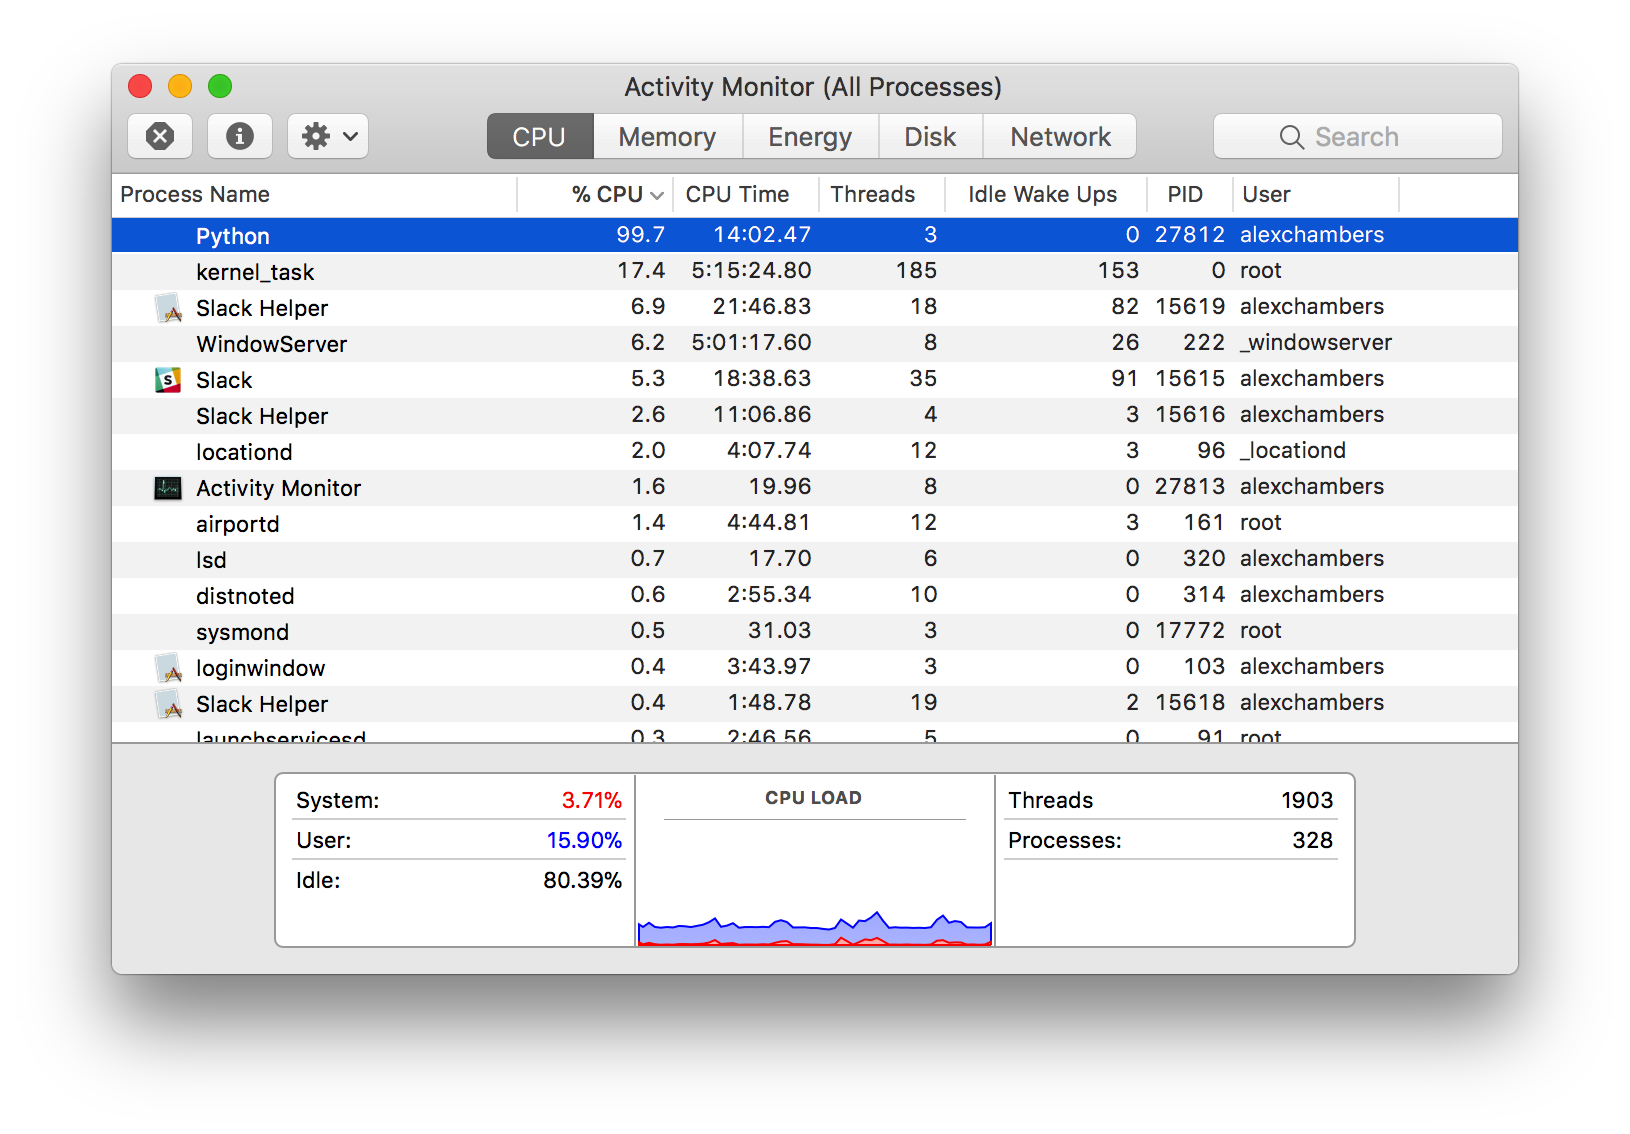 Activity Monitor (All Processes)
CPU Memory Energy Disk Network Search
Process Name % CPU CPU Time Threads Idle Wake Ups PID User
Python 99.7 14:02.47 3 0 27812 alexchambers
kernel_task 17.4 5:15:24.80 185 153 0 root
Slack Helper 6.9 21:46.83 18 82 15619 alexchambers
WindowServer 6.2 5:01:17.60 8 26 222 _windowserver
Slack 5.3 18:38.63 35 91 15615 alexchambers
Slack Helper 2.6 11:06.86 4 3 15616 alexchambers
locationd 2.0 4:07.74 12 3 96 _locationd
Activity Monitor 1.6 19.96 8 0 27813 alexchambers
airportd 1.4 4:44.81 12 3 161 root
lsd 0.7 17.70 6 0 320 alexchambers
distnoted 0.6 2:55.34 10 0 314 alexchambers
sysmond 0.5 31.03 3 0 17772 root
loginwindow 0.4 3:43.97 3 0 103 alexchambers
Slack Helper 0.4 1:48.78 19 2 15618 alexchambers
launchservicesd 0.3 2:46.56 5 0 91 root
System: 3.71% CPU LOAD Threads 1903
User: 15.90% Processes: 328
Idle: 80.39%